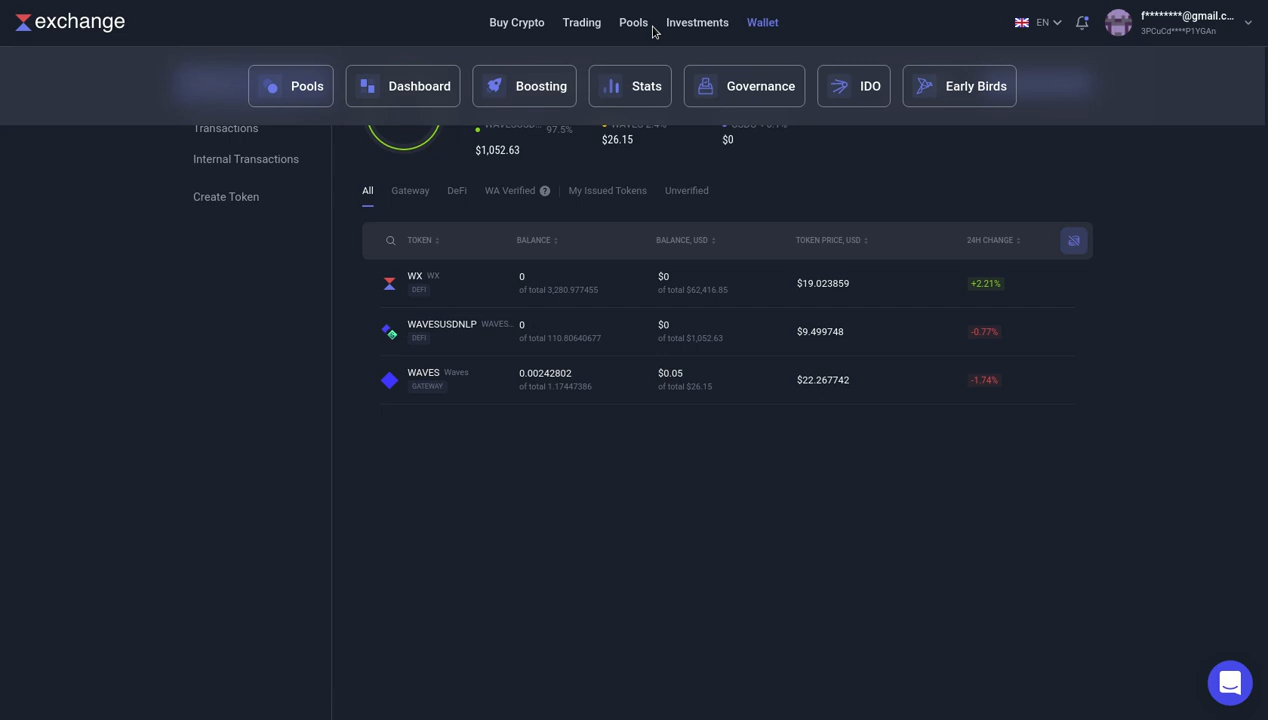 exchange
Buy Crypto Trading Pools Investments Wallet
EN
f********@gmail.c...
3PCuCd****P1YGAn
Pools Dashboard Boosting Stats Governance IDO Early Birds
Transactions
Internal Transactions
Create Token
97.5%
$1,052.63
$26.15
$0
All Gateway DeFi WA Verified ? My Issued Tokens Unverified
TOKEN BALANCE BALANCE, USD TOKEN PRICE, USD 24H CHANGE
WX WX 0 $0 $19.023859 +2.21%
DEFI of total 3,280.977455 of total $62,416.85
WAVESUSDNLP WAVES... 0 $0 $9.499748 -0.77%
DEFI of total 110.80640677 of total $1,052.63
WAVES Waves 0.00242802 $0.05 $22.267742 -1.74%
GATEWAY of total 1.17447386 of total $26.15